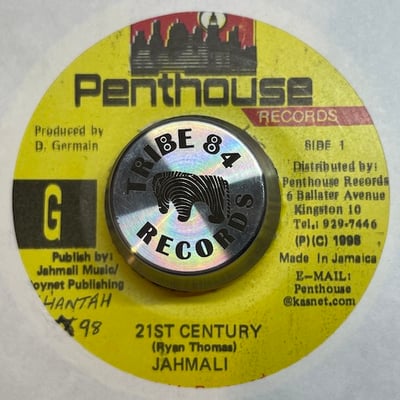 Penthouse
RECORDS
Produced by
D. Germain
SIDE 1
TRIBE 84
RECORDS
G
Distributed by:
Penthouse Records
6 Ballater Avenue
Kingston 10
Tel.: 929-7446
(P)(C) 1998
Made in Jamaica
E-MAIL:
Penthouse
@kasnet.com
Publish by:
Jahmali Music/
oynet Publishing
SHANTAH
98
21ST CENTURY
(Ryan Thomas)
JAHMALI